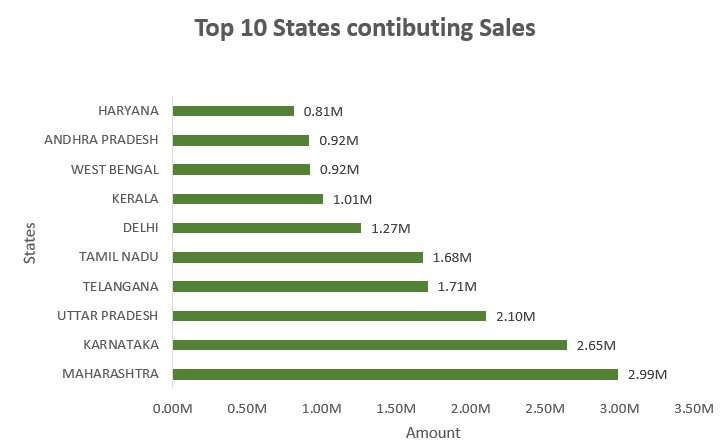 Top 10 States contibuting Sales
HARYANA 0.81M
ANDHRA PRADESH 0.92M
WEST BENGAL 0.92M
KERALA 1.01M
DELHI 1.27M
TAMIL NADU 1.68M
TELANGANA 1.71M
UTTAR PRADESH 2.10M
KARNATAKA 2.65M
MAHARASHTRA 2.99M
States
0.00M 0.50M 1.00M 1.50M 2.00M 2.50M 3.00M 3.50M
Amount